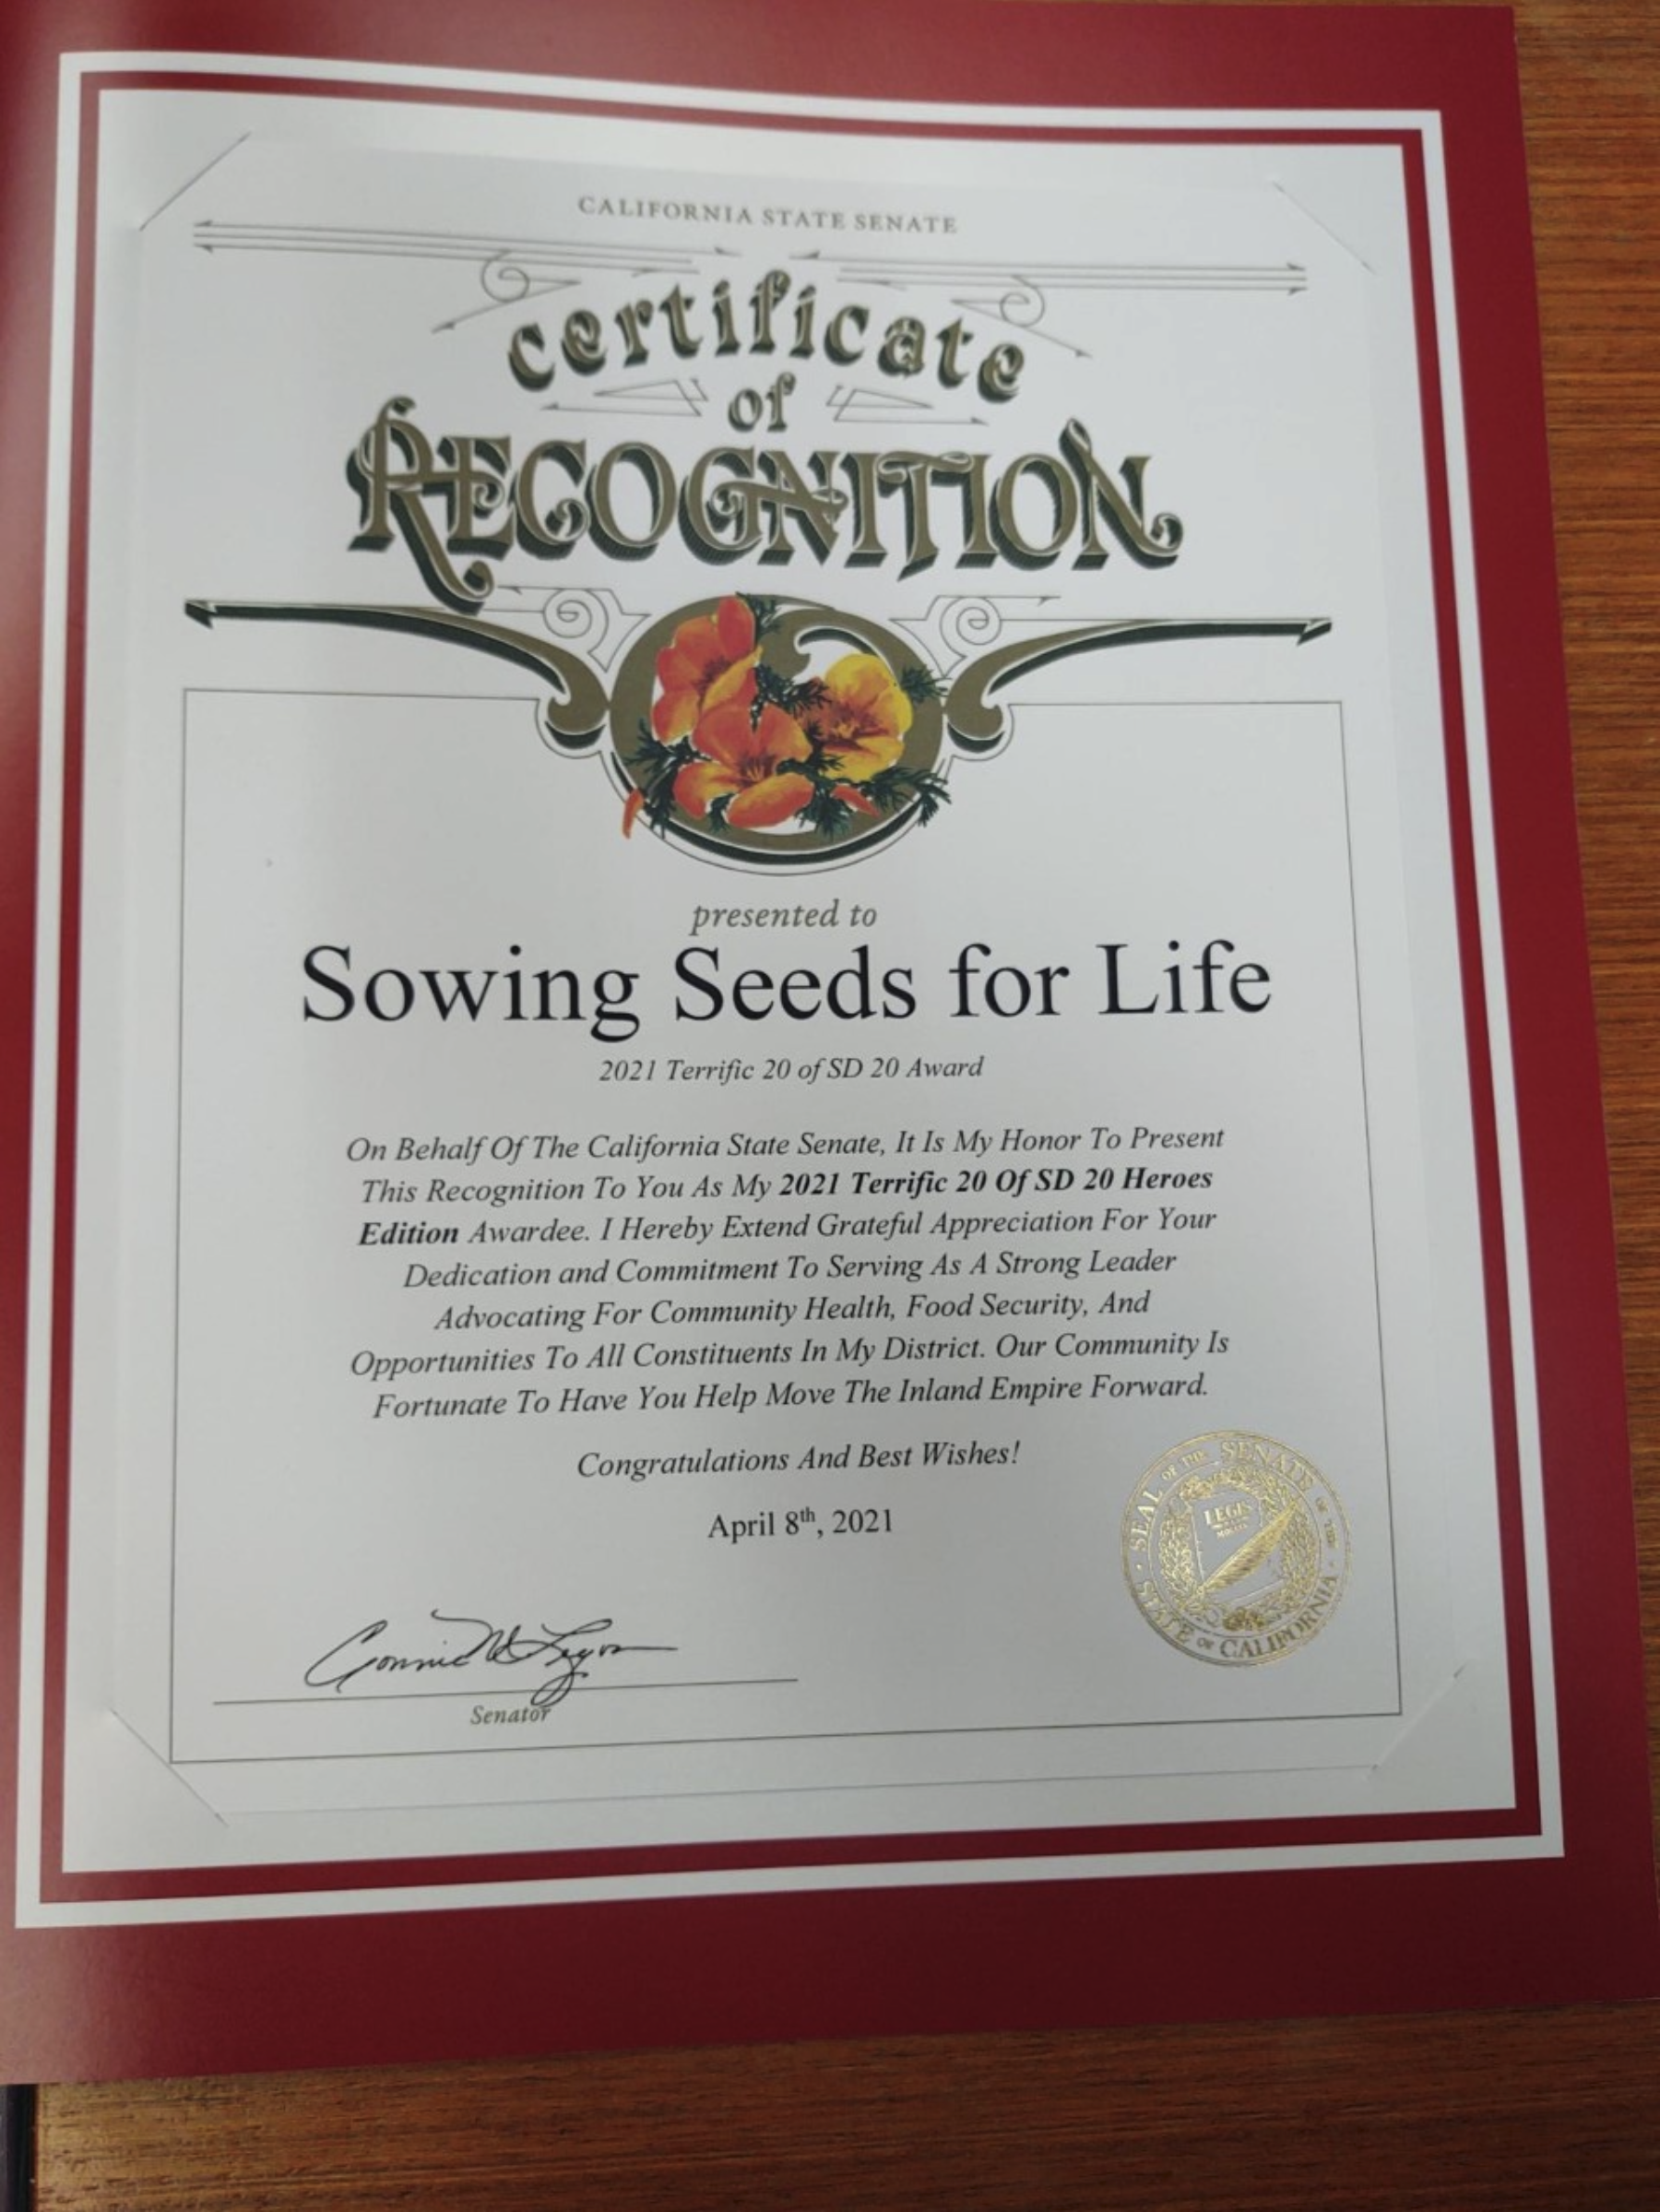 CALIFORNIA STATE SENATE
certificate
of
RECOGNITION
presented to
Sowing Seeds for Life
2021 Terrific 20 of SD 20 Award
On Behalf Of The California State Senate, It Is My Honor To Present
This Recognition To You As My 2021 Terrific 20 Of SD 20 Heroes
Edition Awardee. I Hereby Extend Grateful Appreciation For Your
Dedication and Commitment To Serving As A Strong Leader
Advocating For Community Health, Food Security, And
Opportunities To All Constituents In My District. Our Community Is
Fortunate To Have You Help Move The Inland Empire Forward.
Congratulations And Best Wishes!
April 8th, 2021
SEAL OF THE SENATE OF THE
STATE OF CALIFORNIA
LEGIS
Connie M Leyva
Senator